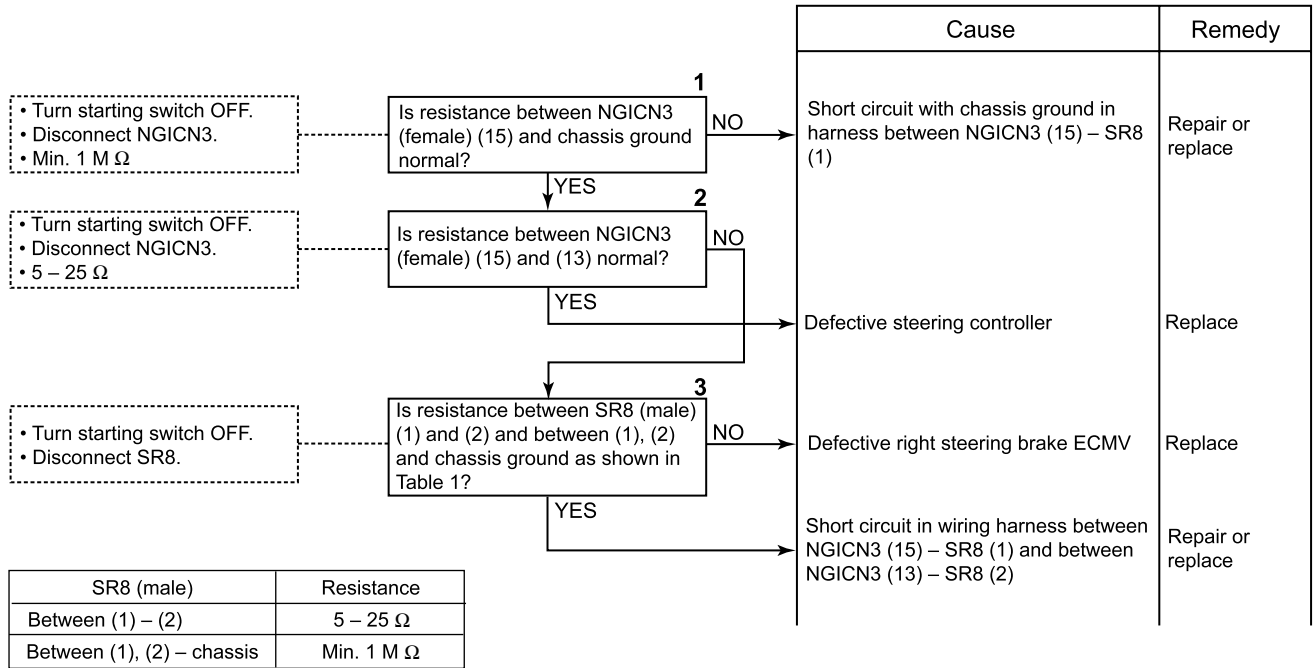 Cause
Remedy
1
• Turn starting switch OFF.
• Disconnect NGICN3.
• Min. 1 M Ω
Is resistance between NGICN3
(female) (15) and chassis ground
normal?
NO
Short circuit with chassis ground in
harness between NGICN3 (15) – SR8
(1)
Repair or
replace
YES
2
• Turn starting switch OFF.
• Disconnect NGICN3.
• 5 – 25 Ω
Is resistance between NGICN3
(female) (15) and (13) normal?
NO
YES
Defective steering controller
Replace
3
• Turn starting switch OFF.
• Disconnect SR8.
Is resistance between SR8 (male)
(1) and (2) and between (1), (2)
and chassis ground as shown in
Table 1?
NO
Defective right steering brake ECMV
Replace
YES
Short circuit in wiring harness between
NGICN3 (15) – SR8 (1) and between
NGICN3 (13) – SR8 (2)
Repair or
replace
SR8 (male)
Resistance
Between (1) – (2)
5 – 25 Ω
Between (1), (2) – chassis
Min. 1 M Ω